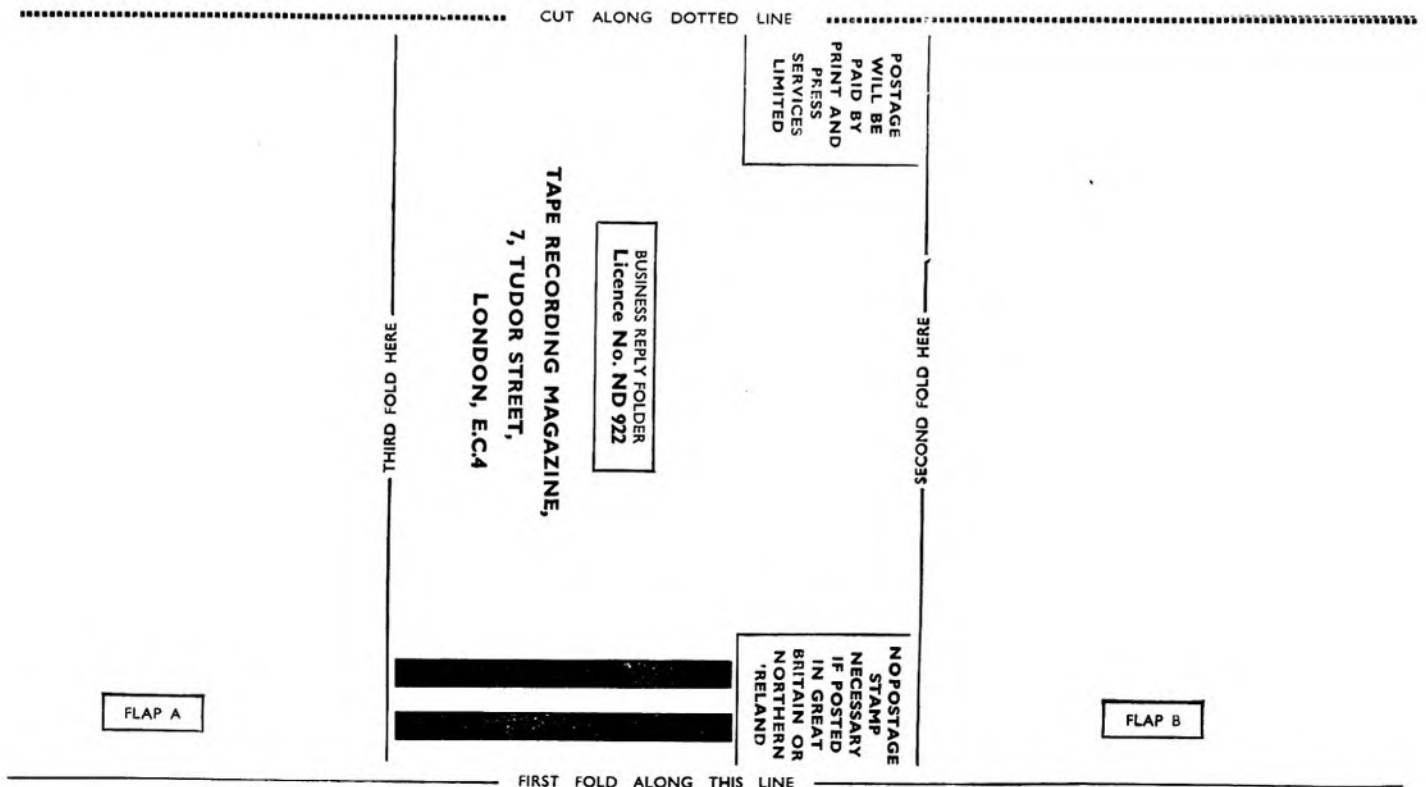 CUT ALONG DOTTED LINE
POSTAGE
WILL BE
PAID BY
PRINT AND
PRESS
SERVICES
LIMITED
BUSINESS REPLY FOLDER
Licence No. ND 922
TAPE RECORDING MAGAZINE,
7, TUDOR STREET,
LONDON, E.C.4
THIRD FOLD HERE
SECOND FOLD HERE
NO POSTAGE
STAMP
NECESSARY
IF POSTED
IN GREAT
BRITAIN OR
NORTHERN
'RELAND
FLAP A
FLAP B
FIRST FOLD ALONG THIS LINE